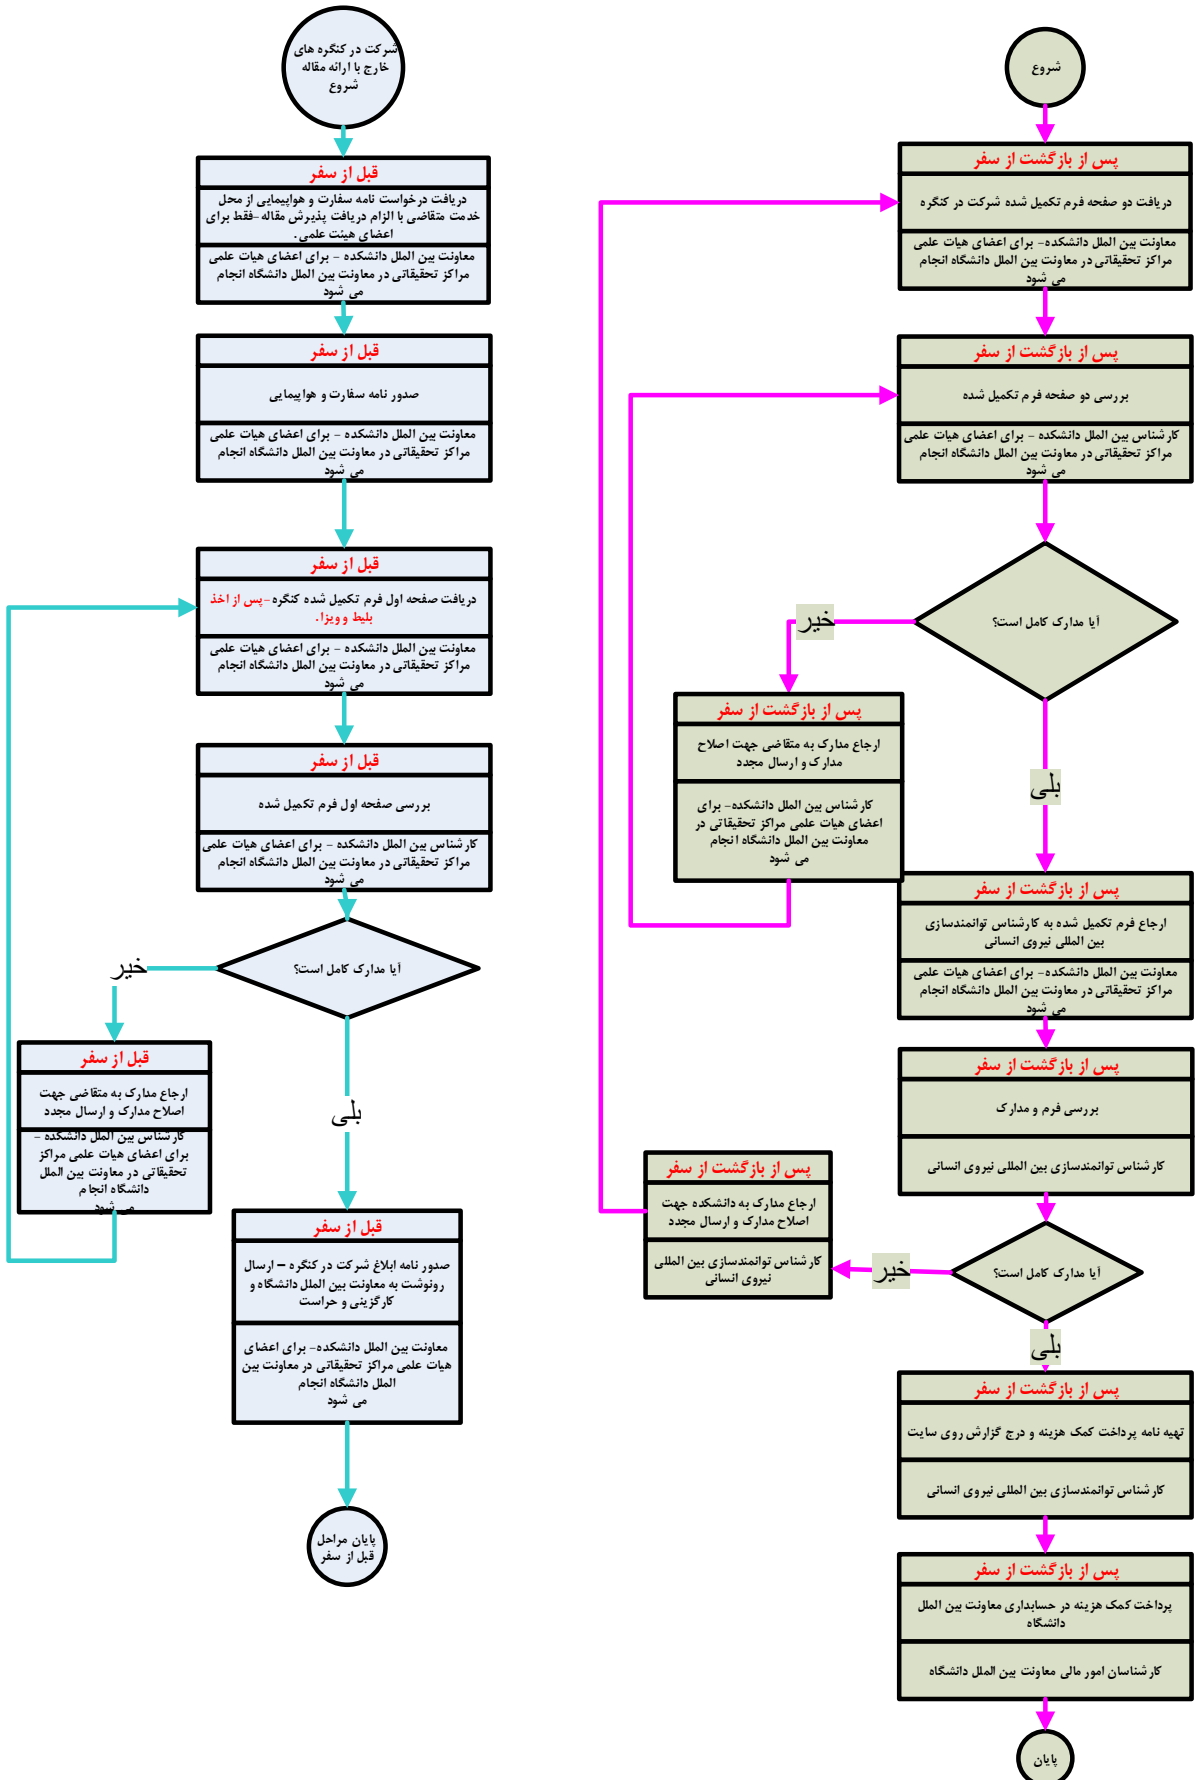 شرکت در کنگره های
خارج با ارائه مقاله
شروع
قبل از سفر
دریافت درخواست نامه سفارت و هواپیمایی از محل
خدمت متقاضی با الزام دریافت پذیرش مقاله -فقط برای
اعضای هیئت علمی.
معاونت بین الملل دانشکده – برای اعضای هیات علمی
مراکز تحقیقاتی در معاونت بین الملل دانشگاه انجام
می شود
قبل از سفر
صدور نامه سفارت و هواپیمایی
معاونت بین الملل دانشکده – برای اعضای هیات علمی
مراکز تحقیقاتی در معاونت بین الملل دانشگاه انجام
می شود
قبل از سفر
دریافت صفحه اول فرم تکمیل شده کنگره -پس از اخذ
بلیط و ویزا.
معاونت بین الملل دانشکده – برای اعضای هیات علمی
مراکز تحقیقاتی در معاونت بین الملل دانشگاه انجام
می شود
قبل از سفر
بررسی صفحه اول فرم تکمیل شده
کارشناس بین الملل دانشکده – برای اعضای هیات علمی
مراکز تحقیقاتی در معاونت بین الملل دانشگاه انجام
می شود
آیا مدارک کامل است؟
خیر
قبل از سفر
ارجاع مدارک به متقاضی جهت
اصلاح مدارک و ارسال مجدد
کارشناس بین الملل دانشکده –
برای اعضای هیات علمی مراکز
تحقیقاتی در معاونت بین الملل
دانشگاه انجام
می شود
بلی
قبل از سفر
صدور نامه ابلاغ شرکت در کنگره – ارسال
رونوشت به معاونت بین الملل دانشگاه و
کارگزینی و حراست
معاونت بین الملل دانشکده- برای اعضای
هیات علمی مراکز تحقیقاتی در معاونت بین
الملل دانشگاه انجام
می شود
پایان مراحل
قبل از سفر
شروع
پس از بازگشت از سفر
دریافت دو صفحه فرم تکمیل شده شرکت در کنگره
معاونت بین الملل دانشکده- برای اعضای هیات علمی
مراکز تحقیقاتی در معاونت بین الملل دانشگاه انجام
می شود
پس از بازگشت از سفر
بررسی دو صفحه فرم تکمیل شده
کارشناس بین الملل دانشکده – برای اعضای هیات علمی
مراکز تحقیقاتی در معاونت بین الملل دانشگاه انجام
می شود
آیا مدارک کامل است؟
خیر
پس از بازگشت از سفر
ارجاع مدارک به متقاضی جهت اصلاح
مدارک و ارسال مجدد
کارشناس بین الملل دانشکده- برای
اعضای هیات علمی مراکز تحقیقاتی در
معاونت بین الملل دانشگاه انجام
می شود
بلی
پس از بازگشت از سفر
ارجاع فرم تکمیل شده به کارشناس توانمندسازی
بین المللی نیروی انسانی
معاونت بین الملل دانشکده- برای اعضای هیات علمی
مراکز تحقیقاتی در معاونت بین الملل دانشگاه انجام
می شود
پس از بازگشت از سفر
بررسی فرم و مدارک
کارشناس توانمندسازی بین المللی نیروی انسانی
آیا مدارک کامل است؟
خیر
پس از بازگشت از سفر
ارجاع مدارک به دانشکده جهت
اصلاح مدارک و ارسال مجدد
کارشناس توانمندسازی بین المللی
نیروی انسانی
بلی
پس از بازگشت از سفر
تهیه نامه پرداخت کمک هزینه و درج گزارش روی سایت
کارشناس توانمندسازی بین المللی نیروی انسانی
پس از بازگشت از سفر
پرداخت کمک هزینه در حسابداری معاونت بین الملل
دانشگاه
کارشناسان امور مالی معاونت بین الملل دانشگاه
پایان